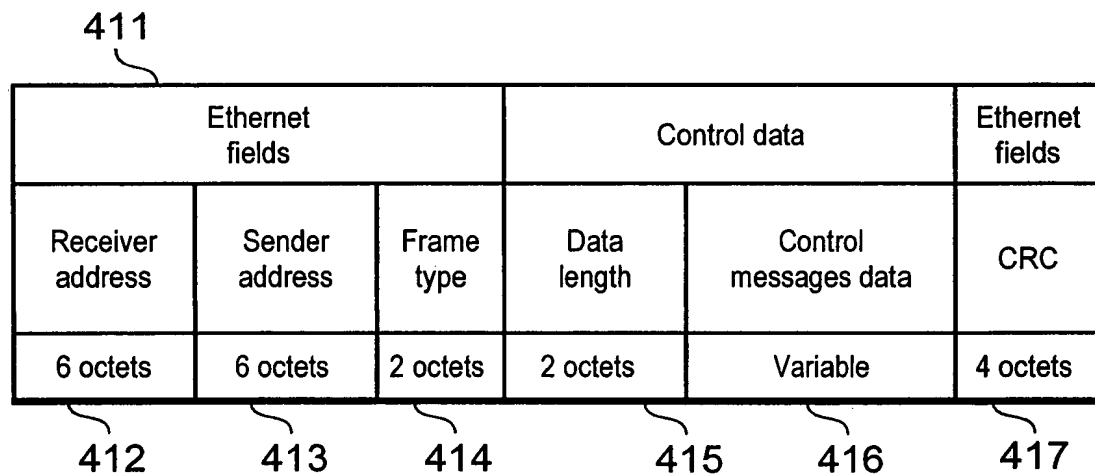 411
Ethernet
fields
Control data
Ethernet
fields
Receiver
address
Sender
address
Frame
type
Data
length
Control
messages data
CRC
6 octets
6 octets
2 octets
2 octets
Variable
4 octets
412
413
414
415
416
417